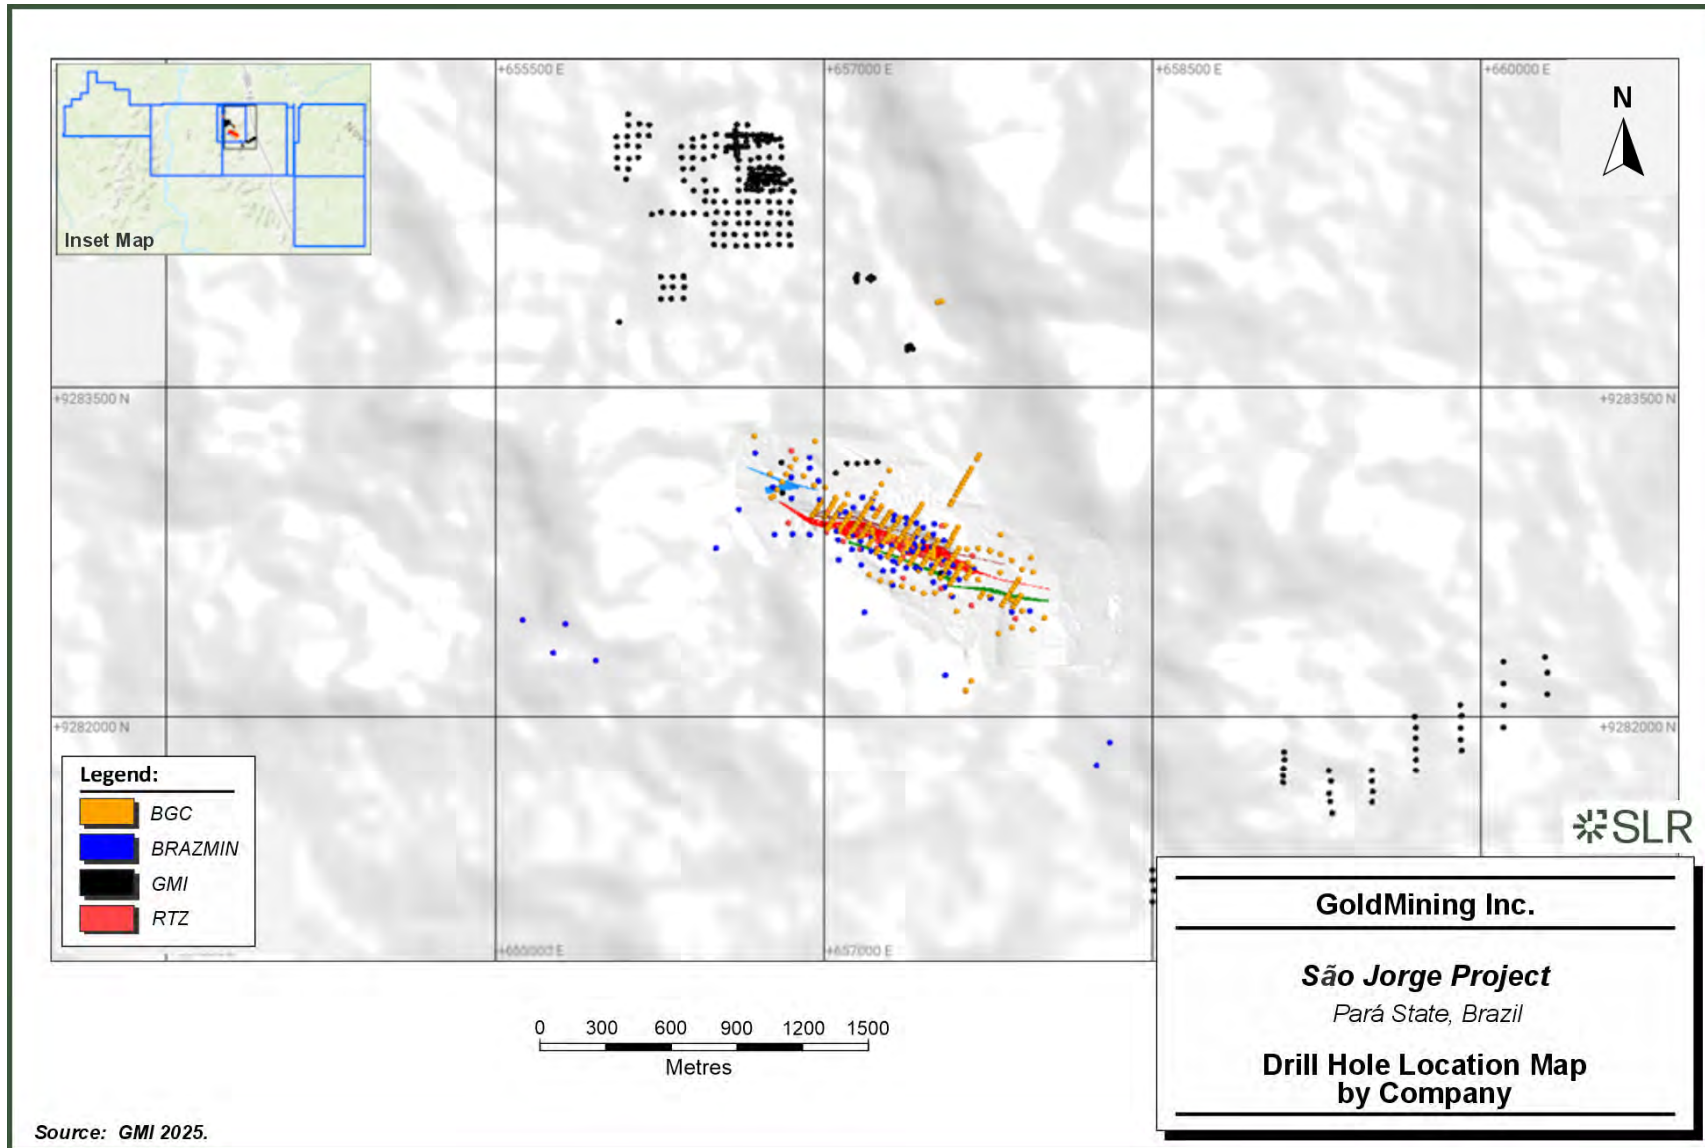 +655500 E
+657000 E
+658500 E
+660000 E
N
Inset Map
+9283500 N
+9283500 N
+9282000 N
+9282000 N
Legend:
BGC
BRAZMIN
GMI
RTZ
SLR
+657000 E
GoldMining Inc.
São Jorge Project
Pará State, Brazil
Drill Hole Location Map
by Company
0 300 600 900 1200 1500
Metres
Source: GMI 2025.